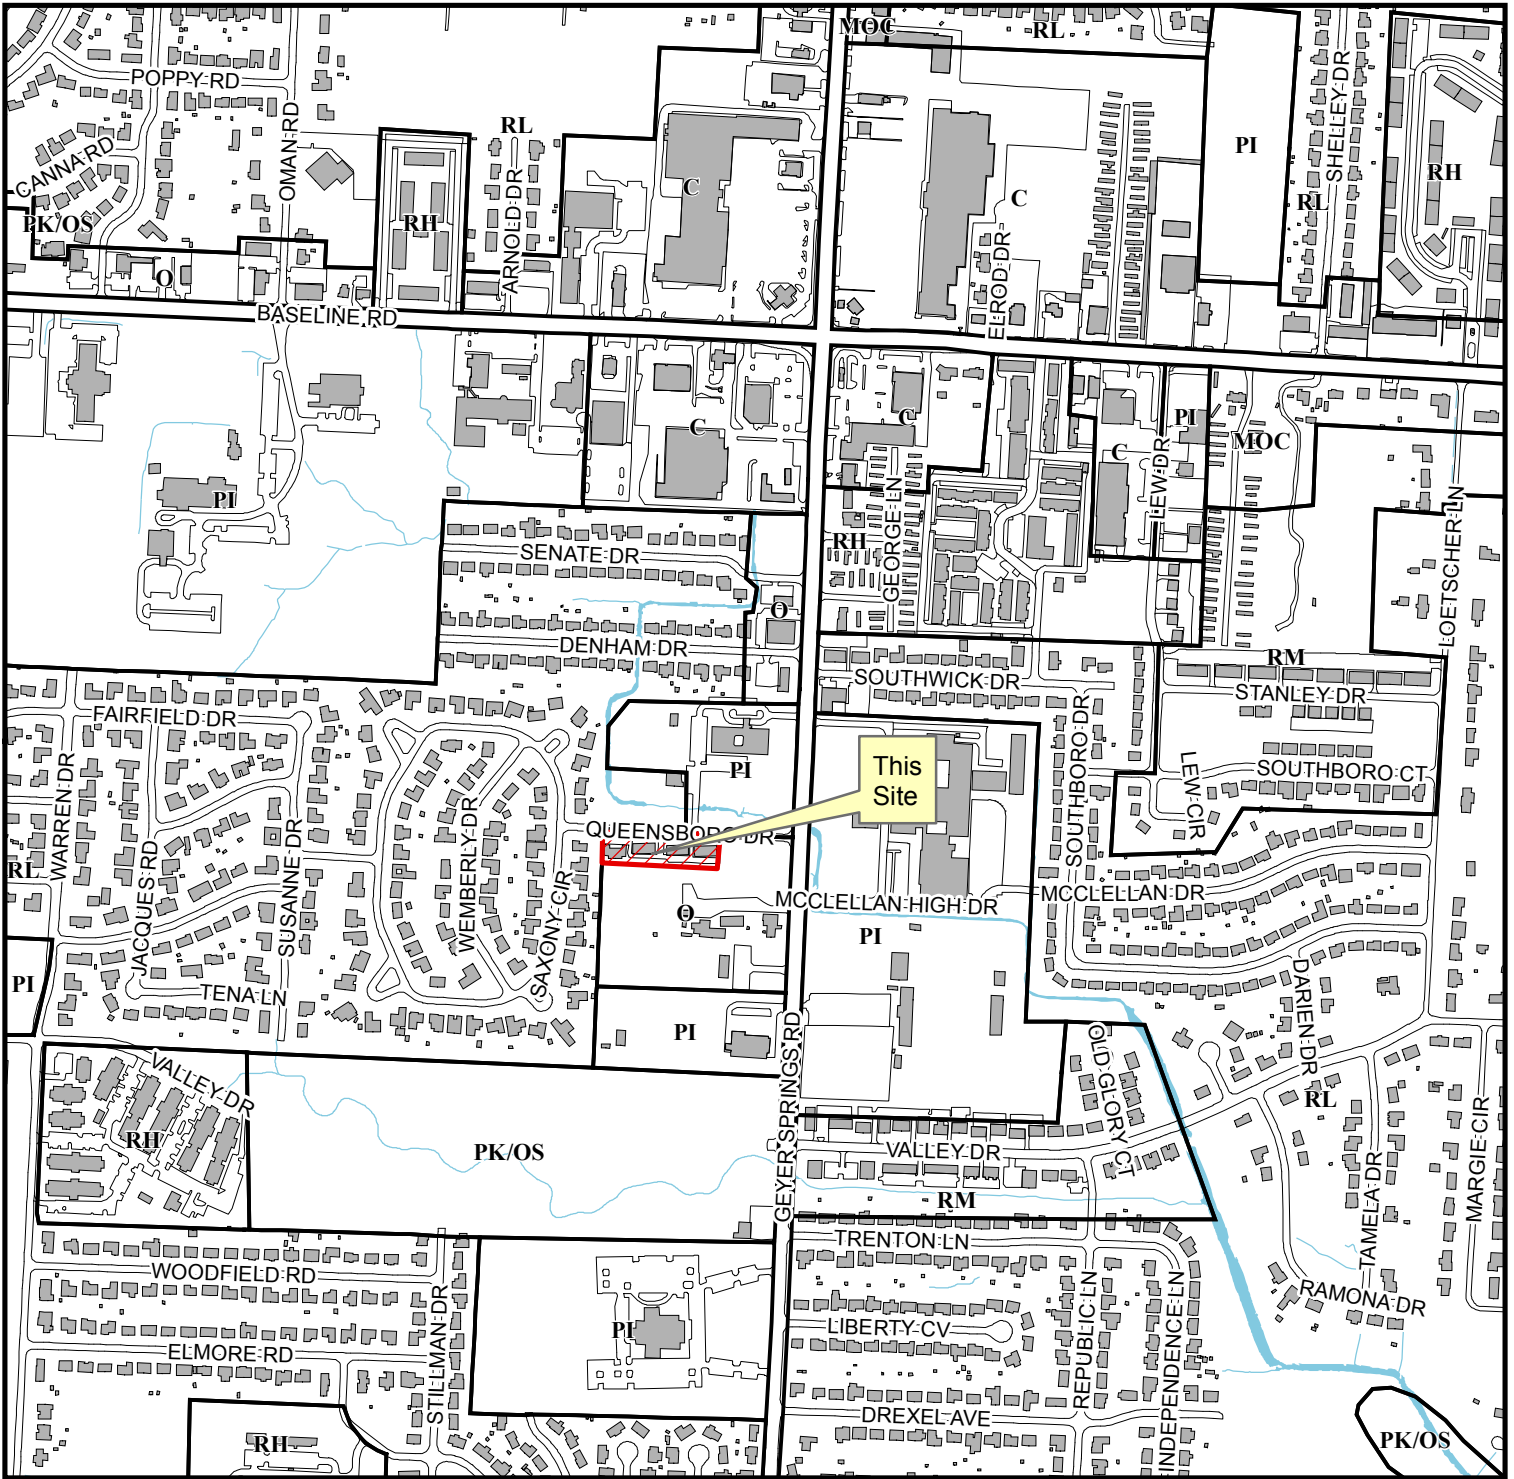 MOC
RL
POPPY RD
SHELLEY DR
OMAN RD
RL
PI
CANNA RD
RH
C
C
RL
ARNOLD DR
PK/OS
RH
ELROD DR
O
BASELINE RD
C
C
PI
C
LEW DR
MOC
PI
GEORGE LN
LOETSCHER LN
SENATE DR
RH
O
DENHAM DR
RM
SOUTHWICK DR
STANLEY DR
FAIRFIELD DR
SOUTHBORO DR
PI
This
Site
LEW CIR
SOUTHBORO CT
WARREN DR
WEMBERLY DR
QUEENSBORO DR
RL
JACQUES RD
SUSANNE DR
SAXONY CIR
MCCLELLAN DR
MCCLELLAN HIGH DR
O
PI
PI
TENA LN
DARIEN DR
PI
GEYER SPRINGS RD
OLD GLORY CT
VALLEY DR
RL
RH
PK/OS
VALLEY DR
RM
TAMELA DR
MARGIE CIR
TRENTON LN
WOODFIELD RD
STILLMAN DR
REPUBLIC LN
INDEPENDENCE LN
RAMONA DR
PI
LIBERTY CV
ELMORE RD
DREXEL AVE
RH
PK/OS